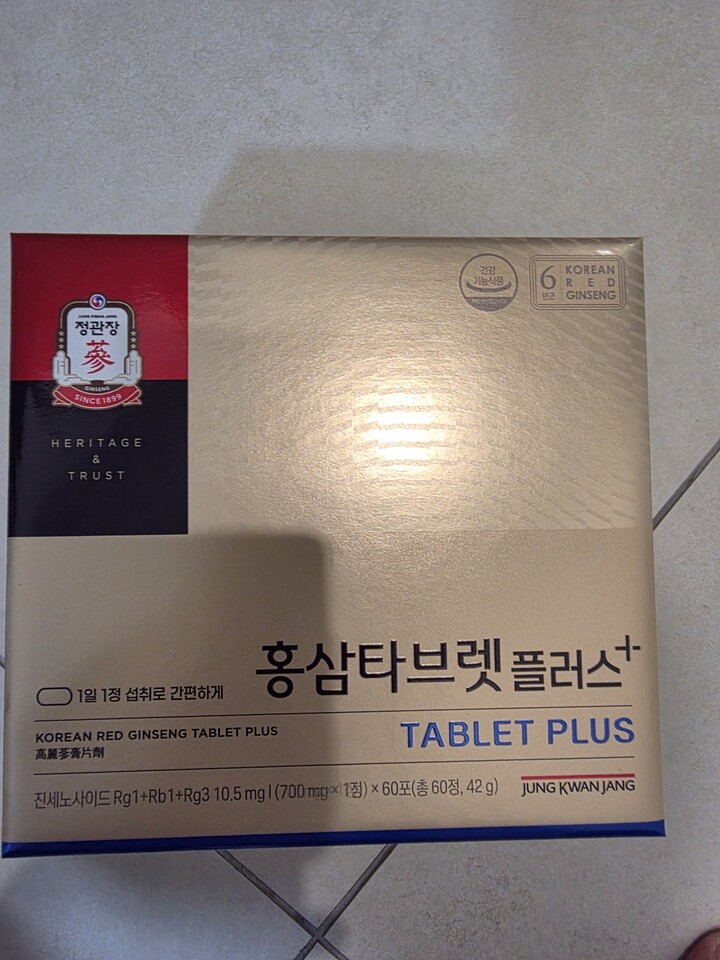 JUNG KWAN JANG
정관장
蔘
GINSENG
SINCE 1899
HERITAGE
&
TRUST
건강
기능식품
6
년근
KOREAN
RED
GINSENG
홍삼타브렛 플러스+
1일 1정 섭취로 간편하게
TABLET PLUS
KOREAN RED GINSENG TABLET PLUS
高麗蔘膏片劑
진세노사이드 Rg1+Rb1+Rg3 10.5 mg | (700 mg × 1정) × 60포(총 60정, 42 g)
JUNG KWAN JANG